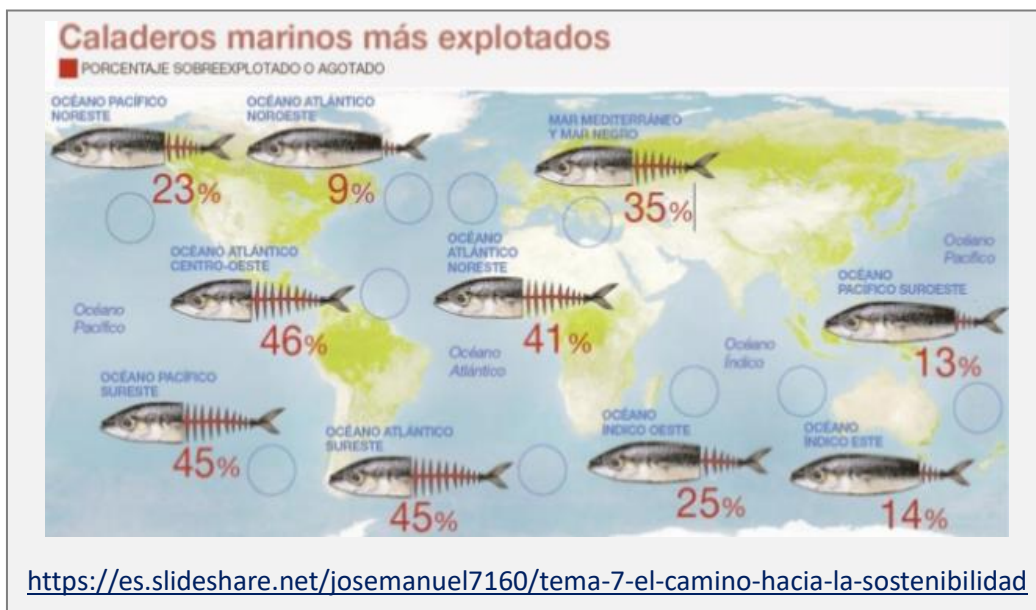 Caladeros marinos más explotados
PORCENTAJE SOBREEXPLOTADO O AGOTADO
OCÉANO PACÍFICO
NORESTE
23%
OCÉANO ATLÁNTICO
NOROESTE
9%
MAR MEDITERRÁNEO
Y MAR NEGRO
35%
OCÉANO ATLÁNTICO
CENTRO-OESTE
46%
OCÉANO
ATLÁNTICO
NORESTE
41%
Océano
Pacífico
OCÉANO
PACÍFICO SUROESTE
13%
Océano
Pacífico
Océano
Atlántico
Océano
Índico
OCÉANO PACÍFICO
SURESTE
45%
OCÉANO ATLÁNTICO
SURESTE
45%
OCÉANO
ÍNDICO OESTE
25%
OCÉANO
ÍNDICO ESTE
14%
https://es.slideshare.net/josemanuel7160/tema-7-el-camino-hacia-la-sostenibilidad